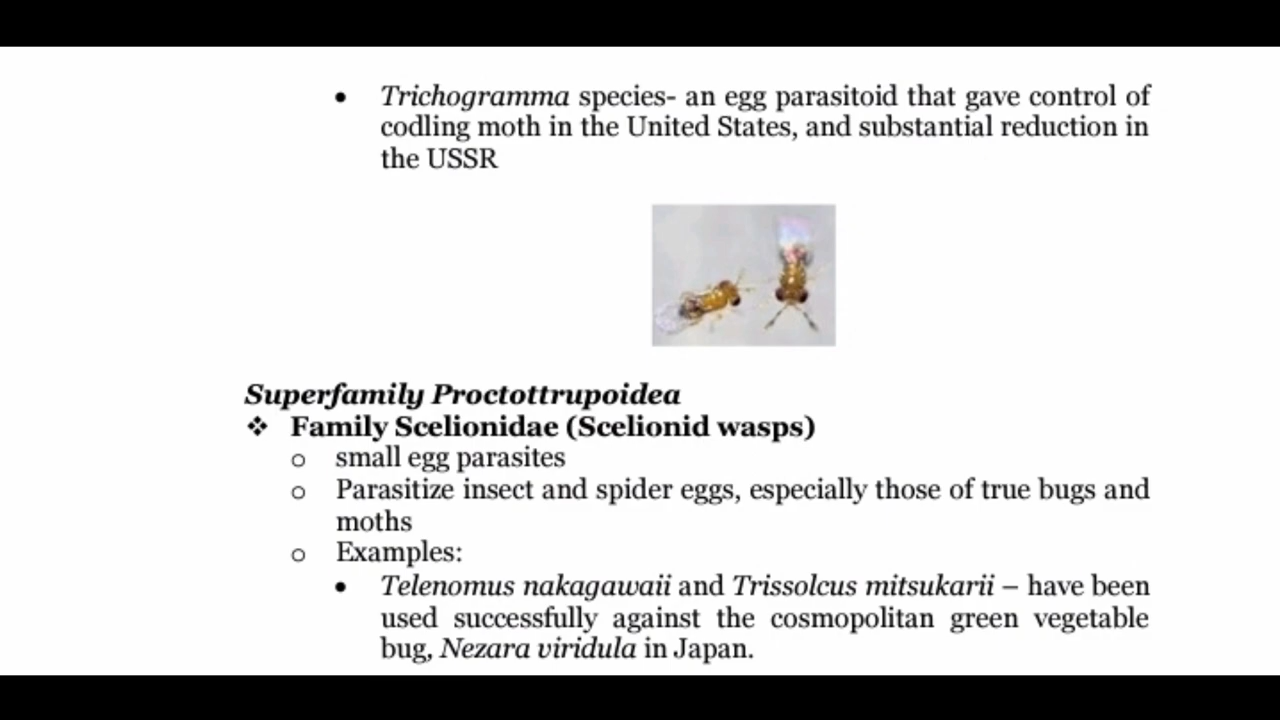 • Trichogramma species- an egg parasitoid that gave control of
codling moth in the United States, and substantial reduction in
the USSR
Superfamily Proctottrupoidea
❖ Family Scelionidae (Scelionid wasps)
o small egg parasites
o Parasitize insect and spider eggs, especially those of true bugs and
moths
o Examples:
• Telenomus nakagawaii and Trissolcus mitsukarii – have been
used successfully against the cosmopolitan green vegetable
bug, Nezara viridula in Japan.